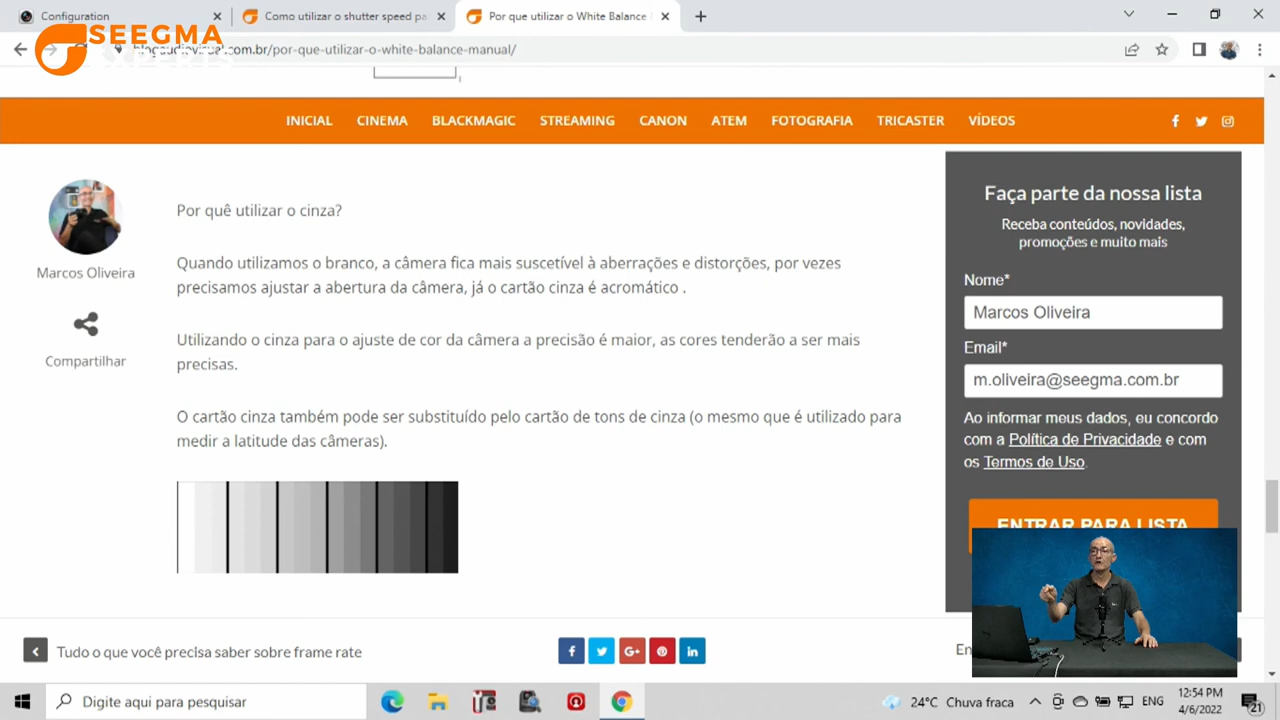 Configuration
Como utilizar o shutter speed pa
Por que utilizar o White Balance
SEEGMA
EXPERTS
blogaudiovisual.com.br/por-que-utilizar-o-white-balance-manual/
INICIAL CINEMA BLACKMAGIC STREAMING CANON ATEM FOTOGRAFIA TRICASTER VÍDEOS
Marcos Oliveira
Compartilhar
Por quê utilizar o cinza?
Quando utilizamos o branco, a câmera fica mais suscetível à aberrações e distorções, por vezes
precisamos ajustar a abertura da câmera, já o cartão cinza é acromático .
Utilizando o cinza para o ajuste de cor da câmera a precisão é maior, as cores tenderão a ser mais
precisas.
O cartão cinza também pode ser substituído pelo cartão de tons de cinza (o mesmo que é utilizado para
medir a latitude das câmeras).
Faça parte da nossa lista
Receba conteúdos, novidades,
promoções e muito mais
Nome*
Marcos Oliveira
Email*
m.oliveira@seegma.com.br
Ao informar meus dados, eu concordo
com a Política de Privacidade e com
os Termos de Uso.
ENTRAR PARA LISTA
Tudo o que você precisa saber sobre frame rate
En
Digite aqui para pesquisar
24°C Chuva fraca
ENG
12:54 PM
4/6/2022
21